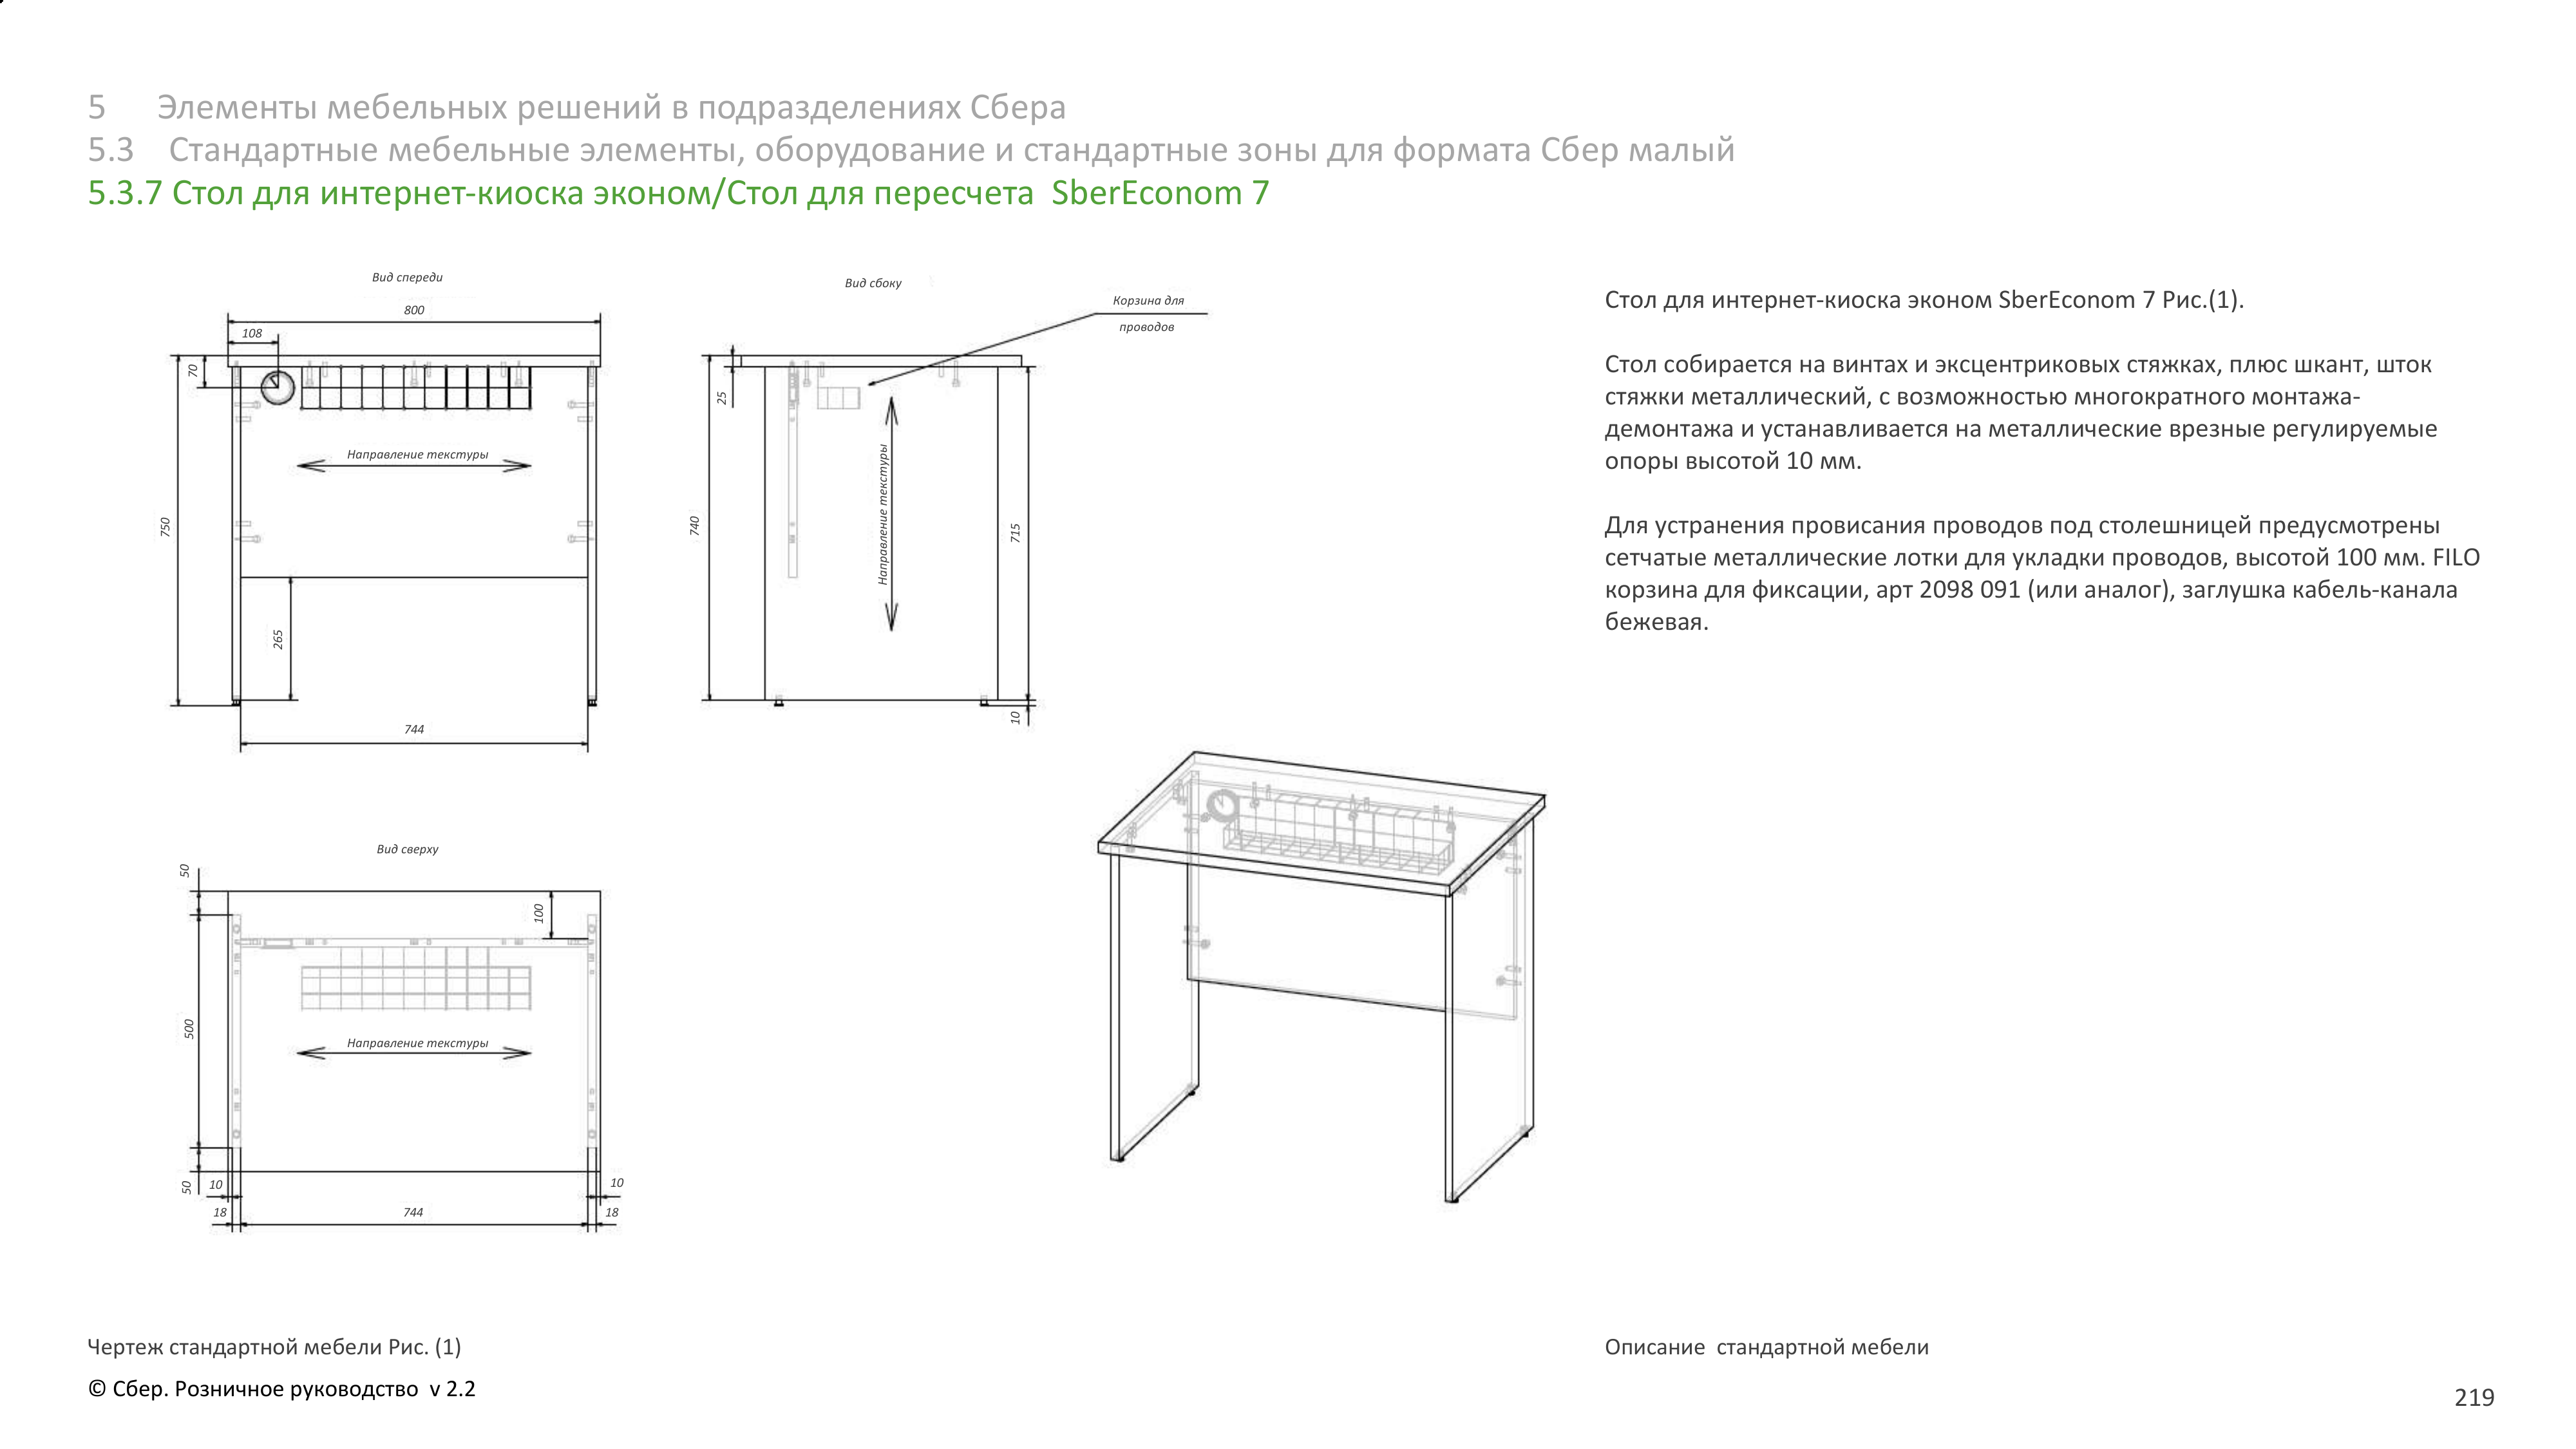 5 Элементы мебельных решений в подразделениях Сбера
5.3 Стандартные мебельные элементы, оборудование и стандартные зоны для формата Сбер малый
5.3.7 Стол для интернет-киоска эконом/Стол для пересчета SberEconom 7
Вид спереди
800
108
70
Направление текстуры
750
265
744
Вид сбоку
Корзина для
проводов
25
Направление текстуры
740
715
10
Вид сверху
50
100
500
Направление текстуры
50
10
10
18
744
18
Стол для интернет-киоска эконом SberEconom 7 Рис.(1).
Стол собирается на винтах и эксцентриковых стяжках, плюс шкант, шток
стяжки металлический, с возможностью многократного монтажа-
демонтажа и устанавливается на металлические врезные регулируемые
опоры высотой 10 мм.
Для устранения провисания проводов под столешницей предусмотрены
сетчатые металлические лотки для укладки проводов, высотой 100 мм. FILO
корзина для фиксации, арт 2098 091 (или аналог), заглушка кабель-канала
бежевая.
Чертеж стандартной мебели Рис. (1)
Описание стандартной мебели
© Сбер. Розничное руководство v 2.2
219